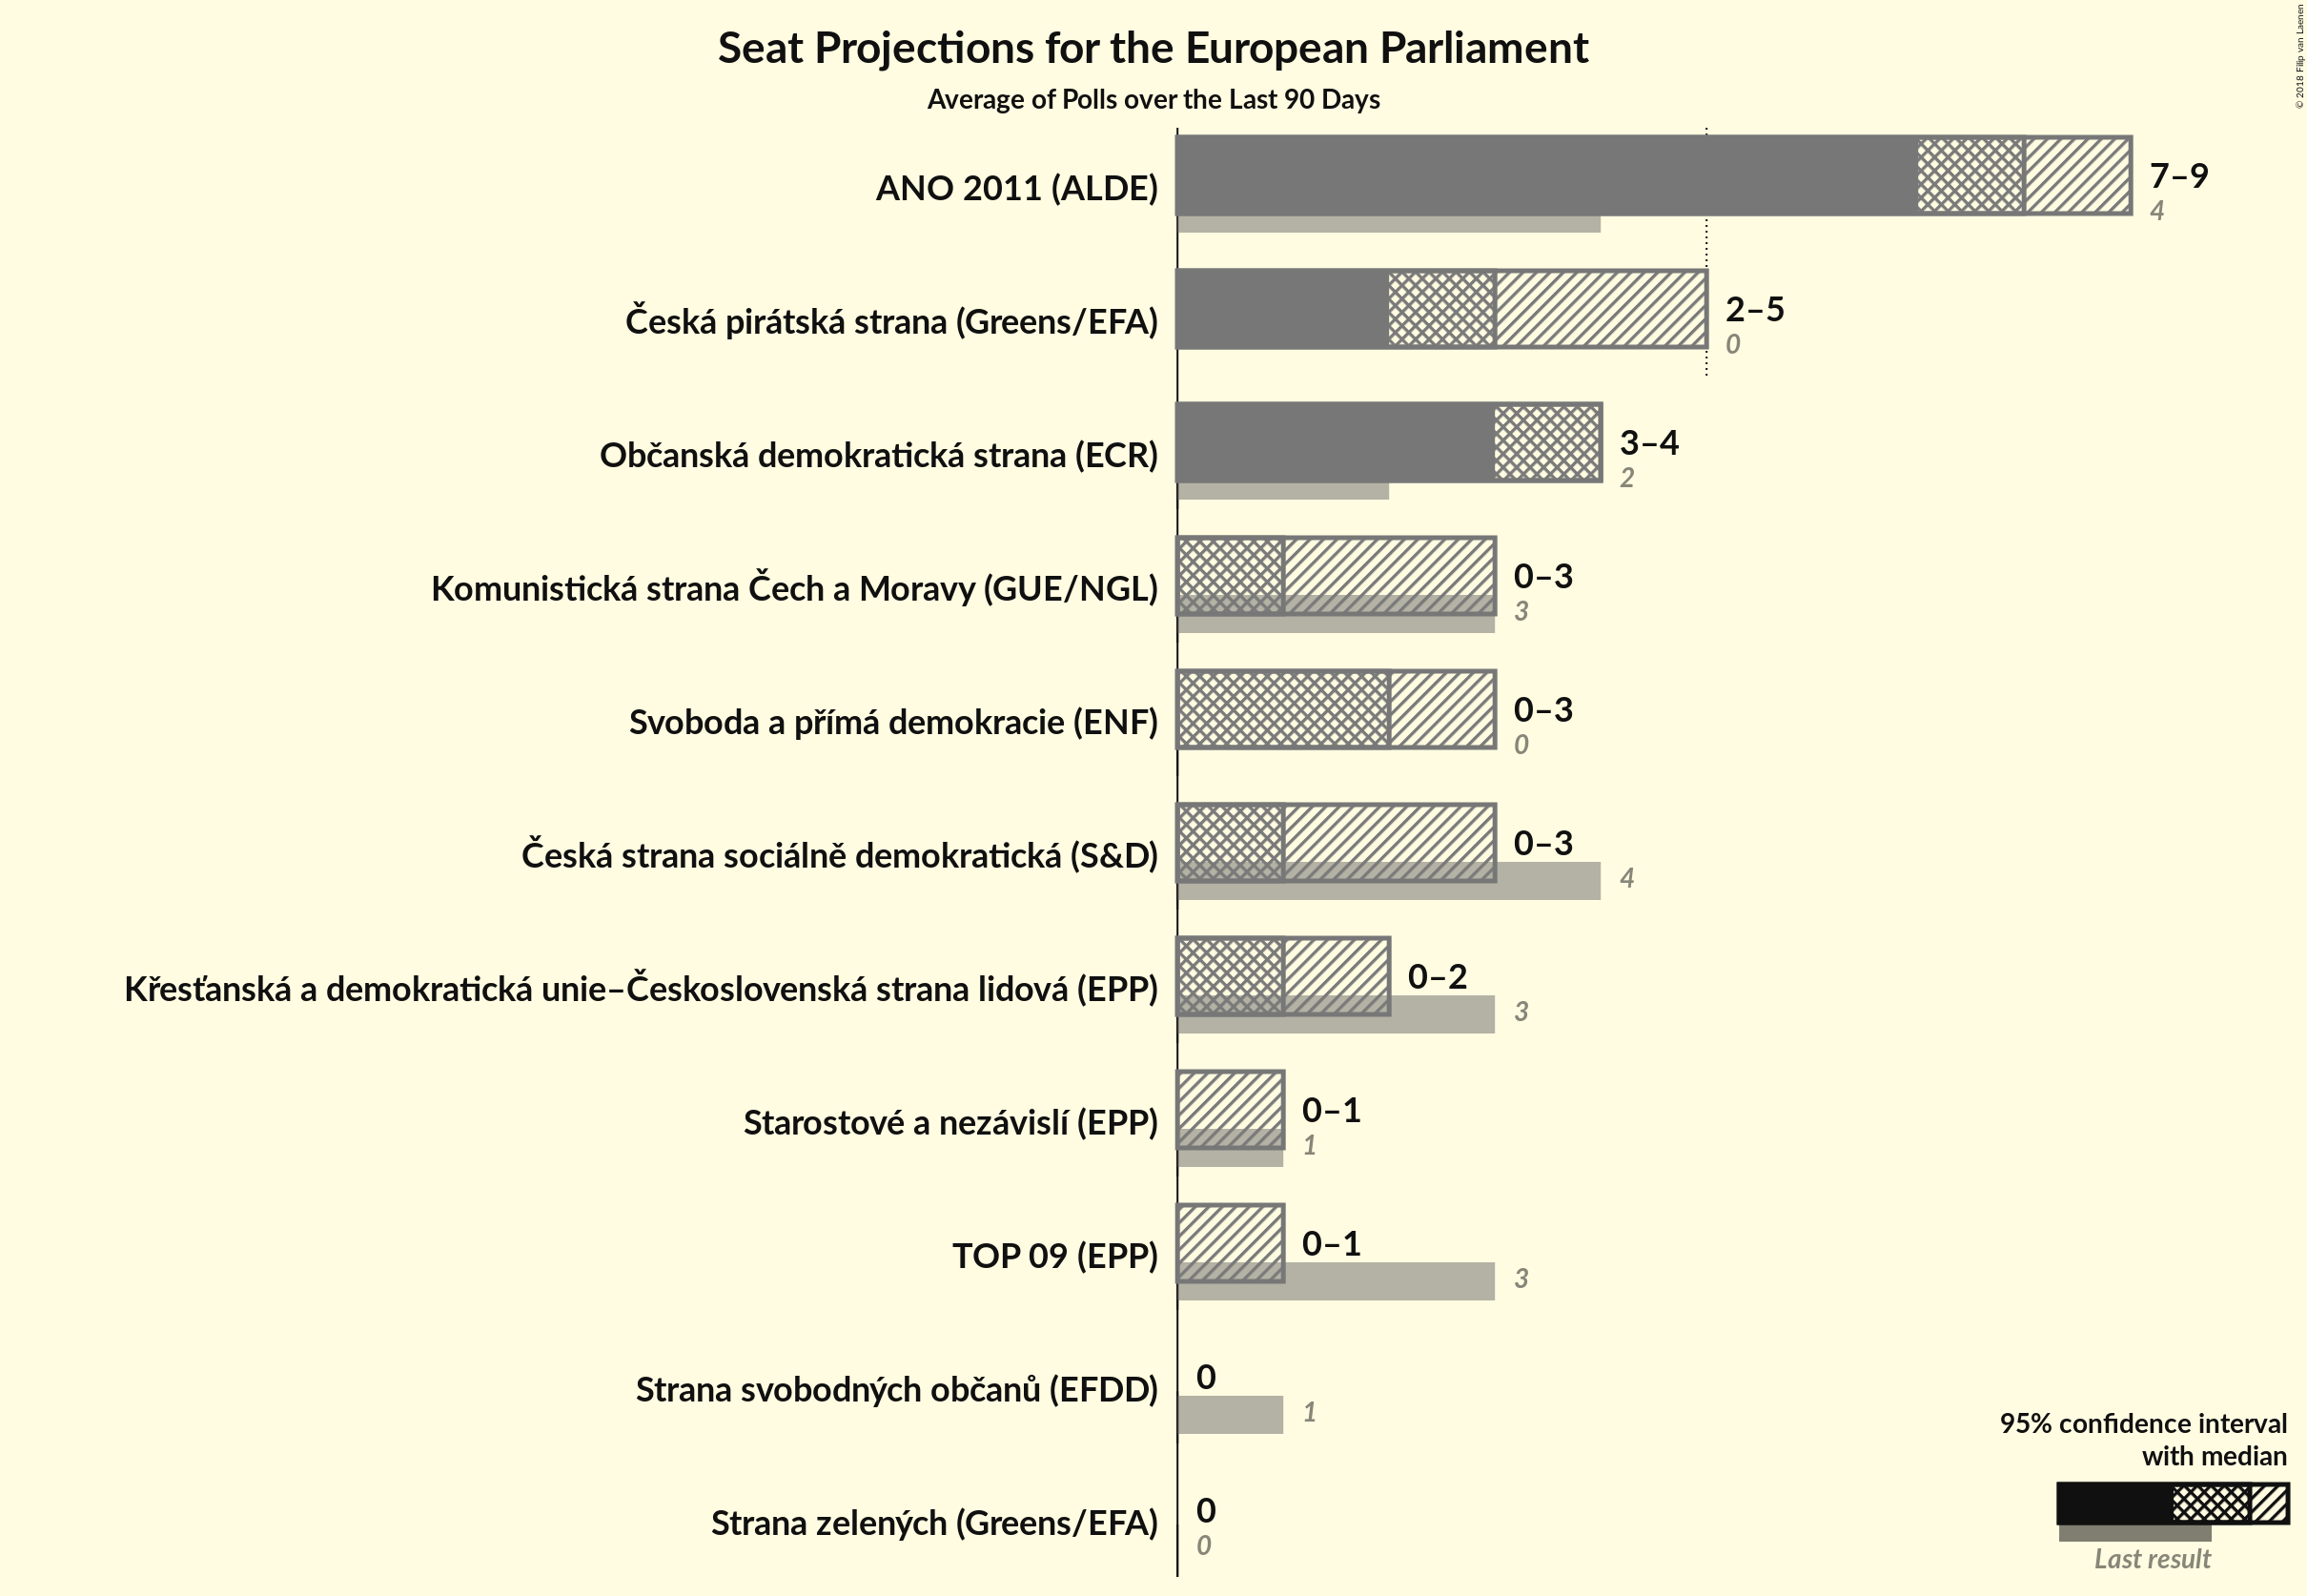 Seat Projections for the European Parliament
Average of Polls over the Last 90 Days
© 2018 Filip van Laenen
ANO 2011 (ALDE)
7–9
4
Česká pirátská strana (Greens/EFA)
2–5
0
Občanská demokratická strana (ECR)
3–4
2
Komunistická strana Čech a Moravy (GUE/NGL)
0–3
3
Svoboda a přímá demokracie (ENF)
0–3
0
Česká strana sociálně demokratická (S&D)
0–3
4
Křesťanská a demokratická unie–Československá strana lidová (EPP)
0–2
3
Starostové a nezávislí (EPP)
0–1
1
TOP 09 (EPP)
0–1
3
Strana svobodných občanů (EFDD)
0
1
Strana zelených (Greens/EFA)
0
0
95% confidence interval
with median
Last result